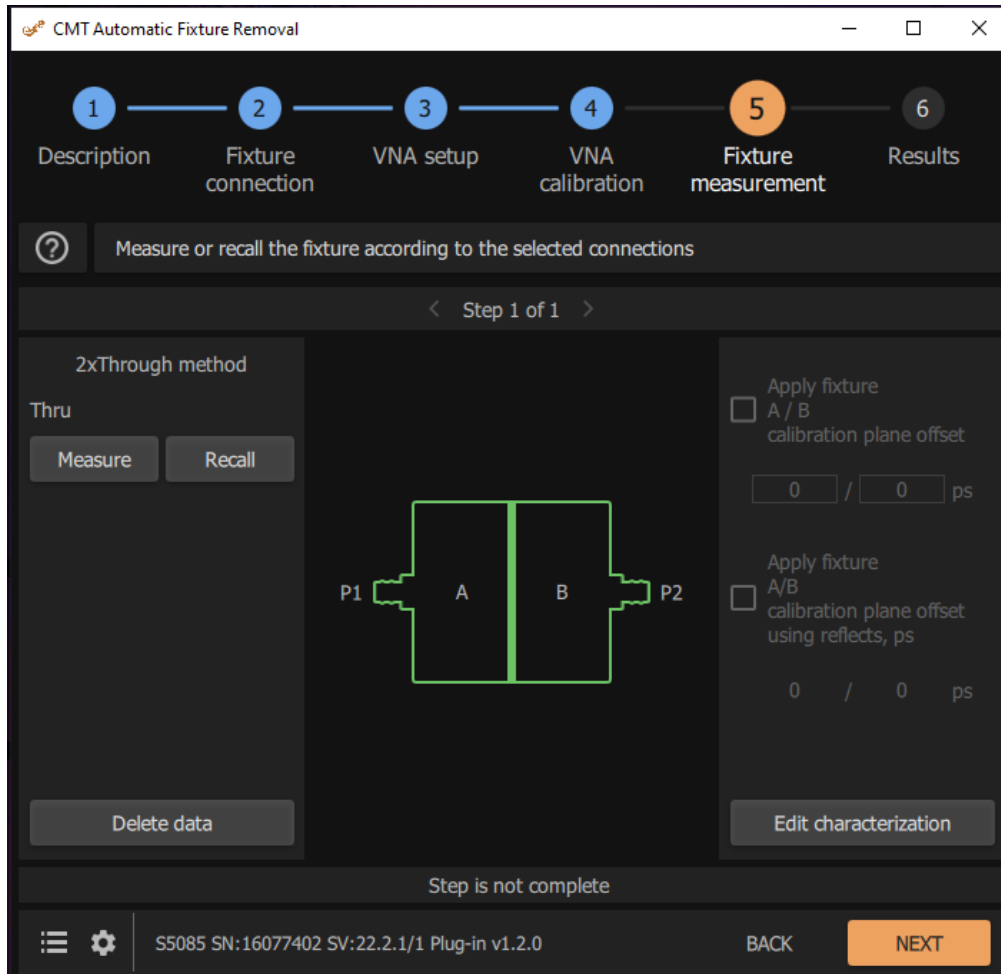 CMT Automatic Fixture Removal
1
2
3
4
5
6
Description
Fixture
connection
VNA setup
VNA
calibration
Fixture
measurement
Results
Measure or recall the fixture according to the selected connections
Step 1 of 1
2xThrough method
Thru
Measure
Recall
Delete data
P1
A
B
P2
Apply fixture
A / B
calibration plane offset
0 / 0 ps
Apply fixture
A/B
calibration plane offset
using reflects, ps
0 / 0 ps
Edit characterization
Step is not complete
S5085 SN:16077402 SV:22.2.1/1 Plug-in v1.2.0
BACK
NEXT